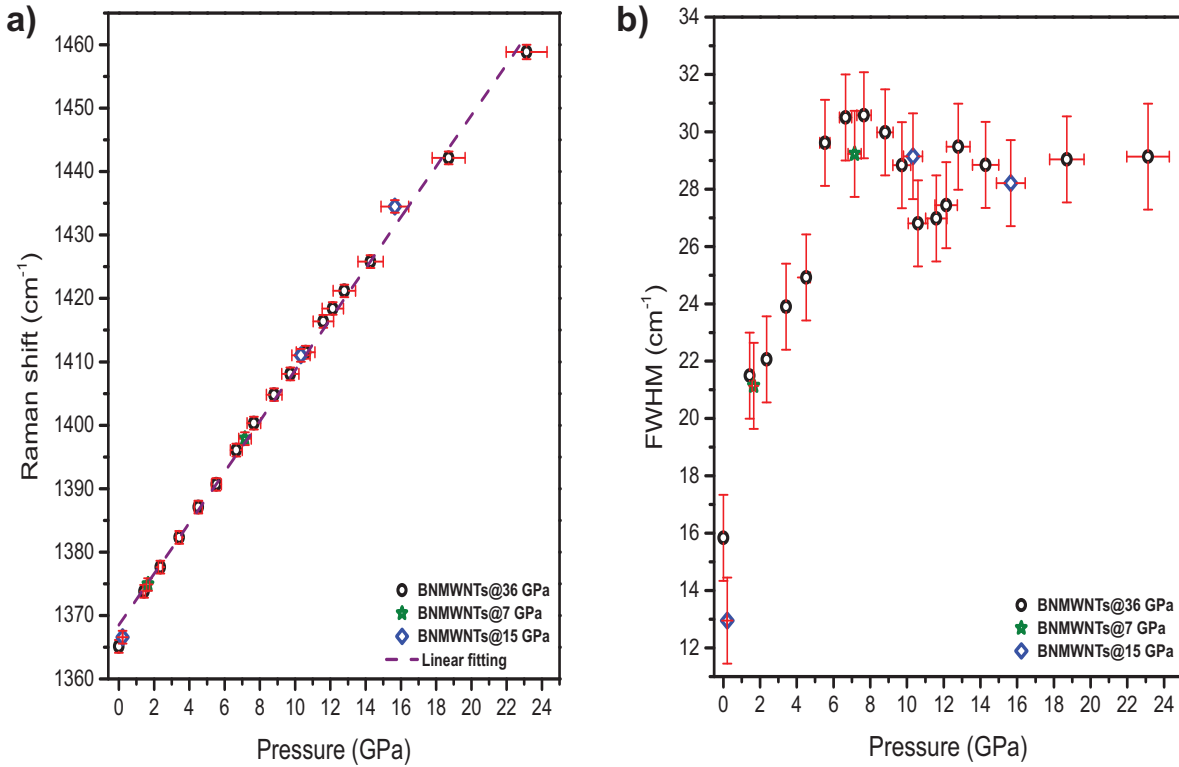 a)
1460
1450
1440
1430
1420
1410
1400
1390
1380
1370
1360
Raman shift (cm⁻¹)
0 2 4 6 8 10 12 14 16 18 20 22 24
Pressure (GPa)
BNMWNTs@36 GPa
BNMWNTs@7 GPa
BNMWNTs@15 GPa
Linear fitting
b)
34
32
30
28
26
24
22
20
18
16
14
12
FWHM (cm⁻¹)
0 2 4 6 8 10 12 14 16 18 20 22 24
Pressure (GPa)
BNMWNTs@36 GPa
BNMWNTs@7 GPa
BNMWNTs@15 GPa